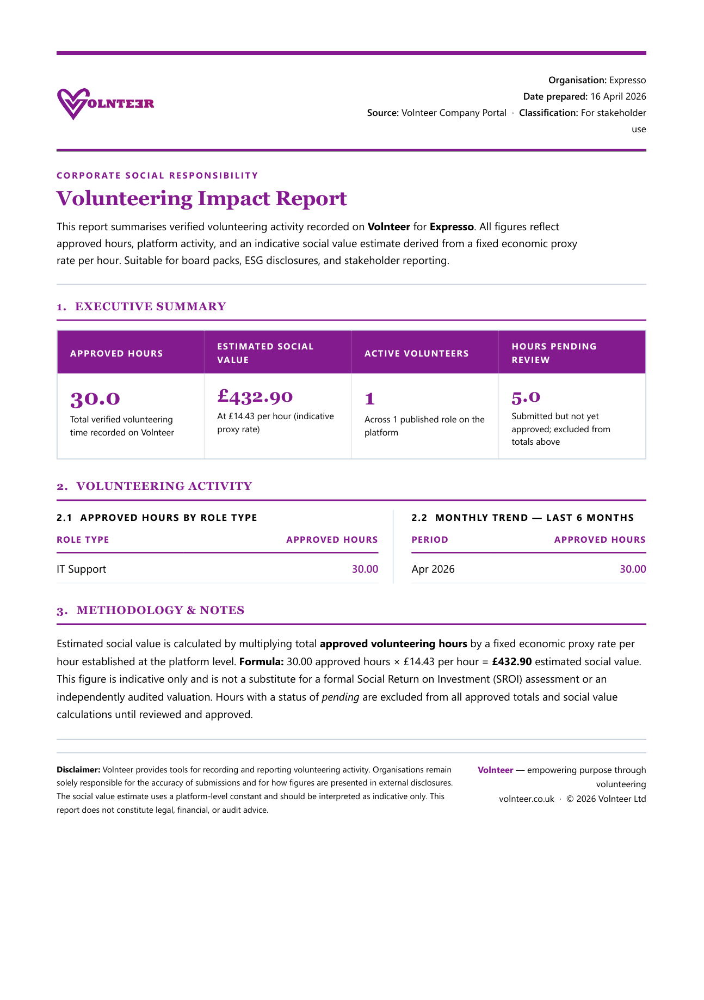 VOLNTEER
Organisation: Expresso
Date prepared: 16 April 2026
Source: Volnteer Company Portal · Classification: For stakeholder
use
CORPORATE SOCIAL RESPONSIBILITY
Volunteering Impact Report
This report summarises verified volunteering activity recorded on Volnteer for Expresso. All figures reflect
approved hours, platform activity, and an indicative social value estimate derived from a fixed economic proxy
rate per hour. Suitable for board packs, ESG disclosures, and stakeholder reporting.
1. EXECUTIVE SUMMARY
APPROVED HOURS
30.0
Total verified volunteering
time recorded on Volnteer
ESTIMATED SOCIAL
VALUE
£432.90
At £14.43 per hour (indicative
proxy rate)
ACTIVE VOLUNTEERS
1
Across 1 published role on the
platform
HOURS PENDING
REVIEW
5.0
Submitted but not yet
approved; excluded from
totals above
2. VOLUNTEERING ACTIVITY
2.1 APPROVED HOURS BY ROLE TYPE
ROLE TYPE APPROVED HOURS
IT Support 30.00
2.2 MONTHLY TREND — LAST 6 MONTHS
PERIOD APPROVED HOURS
Apr 2026 30.00
3. METHODOLOGY & NOTES
Estimated social value is calculated by multiplying total approved volunteering hours by a fixed economic proxy rate per
hour established at the platform level. Formula: 30.00 approved hours × £14.43 per hour = £432.90 estimated social value.
This figure is indicative only and is not a substitute for a formal Social Return on Investment (SROI) assessment or an
independently audited valuation. Hours with a status of pending are excluded from all approved totals and social value
calculations until reviewed and approved.
Disclaimer: Volnteer provides tools for recording and reporting volunteering activity. Organisations remain
solely responsible for the accuracy of submissions and for how figures are presented in external disclosures.
The social value estimate uses a platform-level constant and should be interpreted as indicative only. This
report does not constitute legal, financial, or audit advice.
Volnteer — empowering purpose through
volunteering
volnteer.co.uk · © 2026 Volnteer Ltd